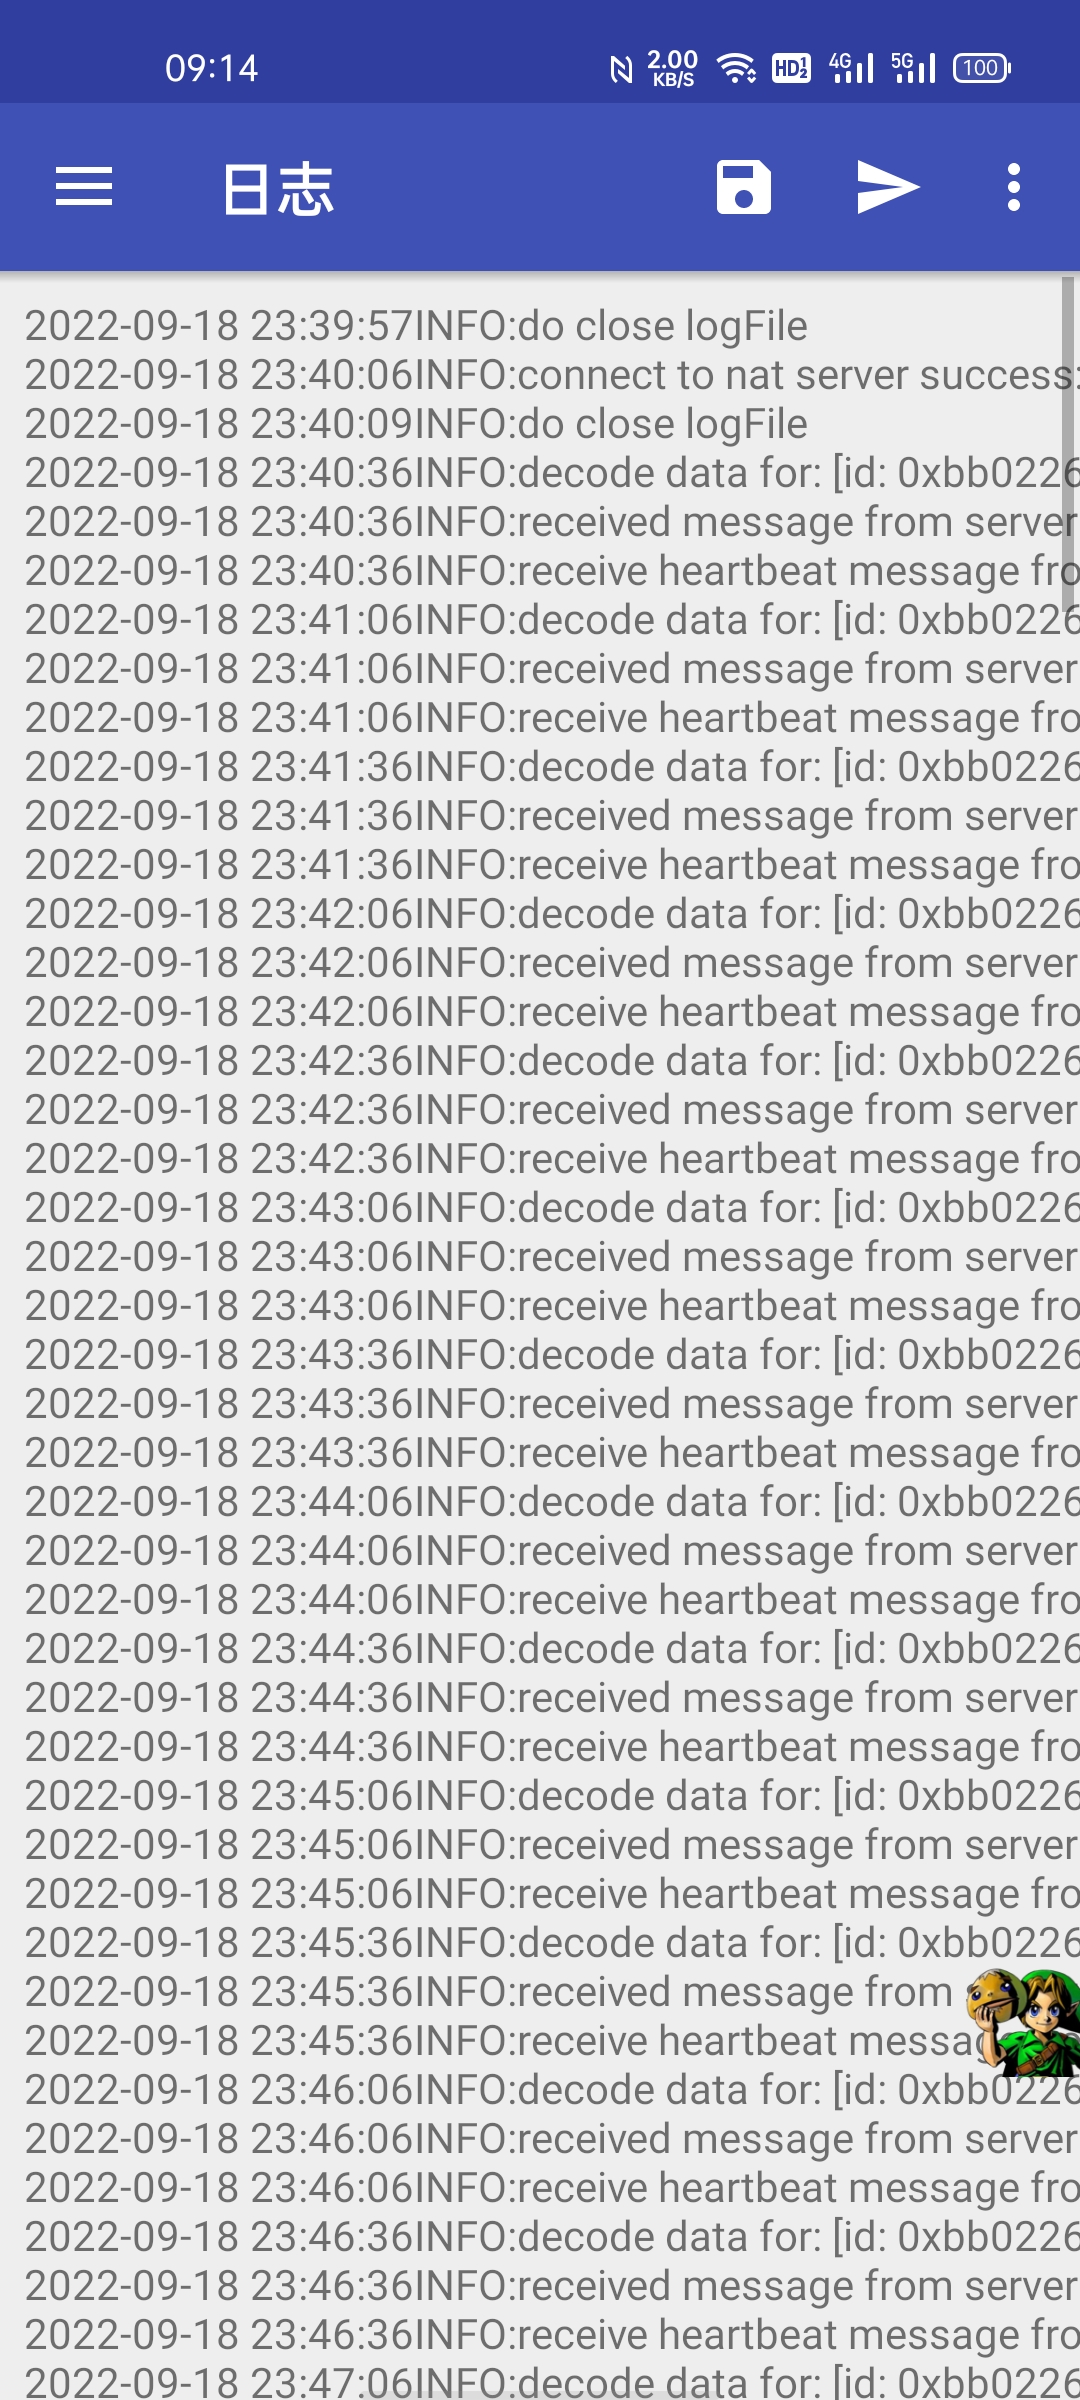 09:14 2.00 KB/S HD 1 2 4G 5G 100
日志
2022-09-18 23:39:57INFO:do close logFile
2022-09-18 23:40:06INFO:connect to nat server success:
2022-09-18 23:40:09INFO:do close logFile
2022-09-18 23:40:36INFO:decode data for: [id: 0xbb0226
2022-09-18 23:40:36INFO:received message from server
2022-09-18 23:40:36INFO:receive heartbeat message fro
2022-09-18 23:41:06INFO:decode data for: [id: 0xbb0226
2022-09-18 23:41:06INFO:received message from server
2022-09-18 23:41:06INFO:receive heartbeat message fro
2022-09-18 23:41:36INFO:decode data for: [id: 0xbb0226
2022-09-18 23:41:36INFO:received message from server
2022-09-18 23:41:36INFO:receive heartbeat message fro
2022-09-18 23:42:06INFO:decode data for: [id: 0xbb0226
2022-09-18 23:42:06INFO:received message from server
2022-09-18 23:42:06INFO:receive heartbeat message fro
2022-09-18 23:42:36INFO:decode data for: [id: 0xbb0226
2022-09-18 23:42:36INFO:received message from server
2022-09-18 23:42:36INFO:receive heartbeat message fro
2022-09-18 23:43:06INFO:decode data for: [id: 0xbb0226
2022-09-18 23:43:06INFO:received message from server
2022-09-18 23:43:06INFO:receive heartbeat message fro
2022-09-18 23:43:36INFO:decode data for: [id: 0xbb0226
2022-09-18 23:43:36INFO:received message from server
2022-09-18 23:43:36INFO:receive heartbeat message fro
2022-09-18 23:44:06INFO:decode data for: [id: 0xbb0226
2022-09-18 23:44:06INFO:received message from server
2022-09-18 23:44:06INFO:receive heartbeat message fro
2022-09-18 23:44:36INFO:decode data for: [id: 0xbb0226
2022-09-18 23:44:36INFO:received message from server
2022-09-18 23:44:36INFO:receive heartbeat message fro
2022-09-18 23:45:06INFO:decode data for: [id: 0xbb0226
2022-09-18 23:45:06INFO:received message from server
2022-09-18 23:45:06INFO:receive heartbeat message fro
2022-09-18 23:45:36INFO:decode data for: [id: 0xbb0226
2022-09-18 23:45:36INFO:received message from
2022-09-18 23:45:36INFO:receive heartbeat messag
2022-09-18 23:46:06INFO:decode data for: [id: 0xbb0226
2022-09-18 23:46:06INFO:received message from server
2022-09-18 23:46:06INFO:receive heartbeat message fro
2022-09-18 23:46:36INFO:decode data for: [id: 0xbb0226
2022-09-18 23:46:36INFO:received message from server
2022-09-18 23:46:36INFO:receive heartbeat message fro
2022-09-18 23:47:06INFO:decode data for: [id: 0xbb0226